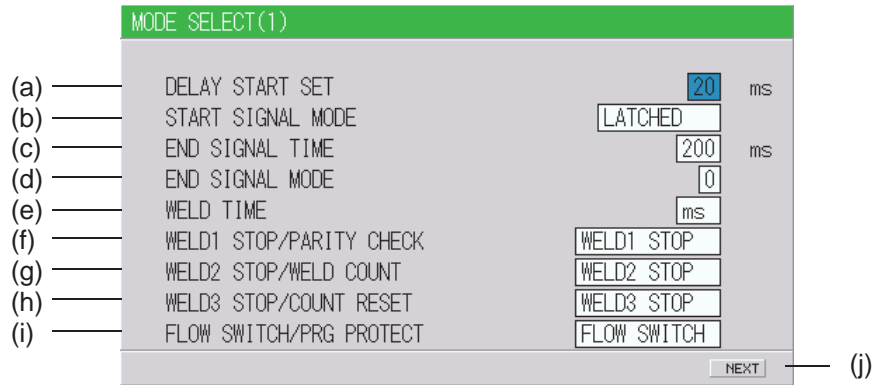 MODE SELECT(1)
(a) DELAY START SET 20 ms
(b) START SIGNAL MODE LATCHED
(c) END SIGNAL TIME 200 ms
(d) END SIGNAL MODE 0
(e) WELD TIME ms
(f) WELD1 STOP/PARITY CHECK WELD1 STOP
(g) WELD2 STOP/WELD COUNT WELD2 STOP
(h) WELD3 STOP/COUNT RESET WELD3 STOP
(i) FLOW SWITCH/PRG PROTECT FLOW SWITCH
NEXT (j)